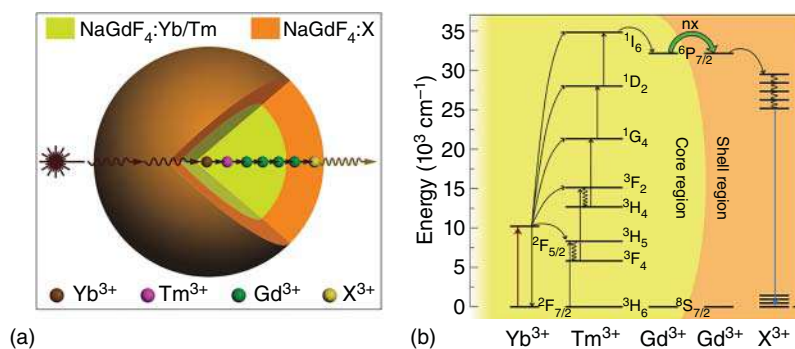 NaGdF₄:Yb/Tm
NaGdF₄:X
Yb³⁺
Tm³⁺
Gd³⁺
X³⁺
(a)
Energy (10³ cm⁻¹)
35
30
25
20
15
10
5
0
nx
¹I₆
⁶P₇/₂
¹D₂
¹G₄
³F₂
³H₄
²F₅/₂
³H₅
³F₄
²F₇/₂
³H₆
⁸S₇/₂
Core region
Shell region
Yb³⁺ Tm³⁺ Gd³⁺ Gd³⁺ X³⁺
(b)